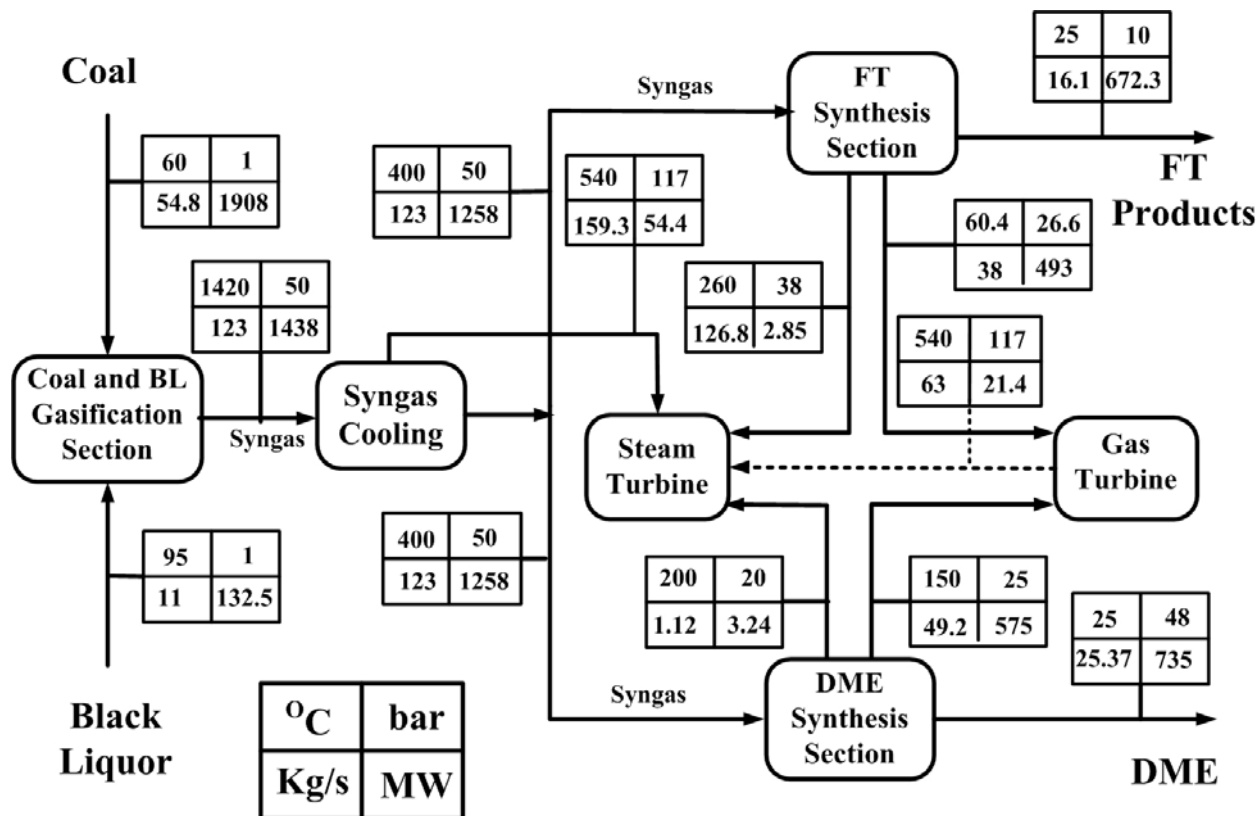 Coal
60 1
54.8 1908
1420 50
123 1438
Coal and BL
Gasification
Section
Syngas
Syngas
Cooling
95 1
11 132.5
Black
Liquor
OC bar
Kg/s MW
400 50
123 1258
540 117
159.3 54.4
Syngas
FT
Synthesis
Section
25 10
16.1 672.3
FT
Products
260 38
126.8 2.85
60.4 26.6
38 493
540 117
63 21.4
Steam
Turbine
Gas
Turbine
400 50
123 1258
200 20
1.12 3.24
150 25
49.2 575
Syngas
DME
Synthesis
Section
25 48
25.37 735
DME